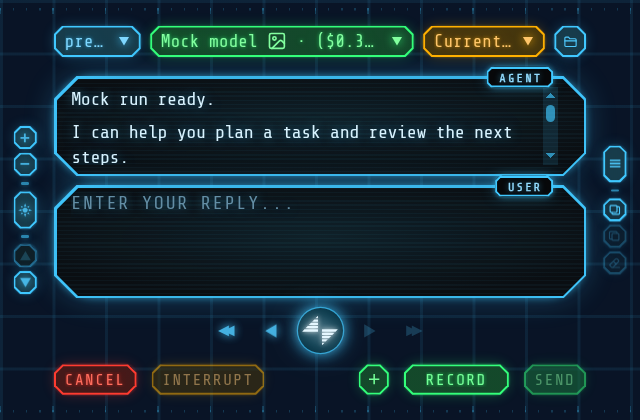 pre…
Mock model · ($0.3…
Current…
AGENT
Mock run ready.
I can help you plan a task and review the next
steps.
USER
ENTER YOUR REPLY...
CANCEL
INTERRUPT
+ RECORD
SEND